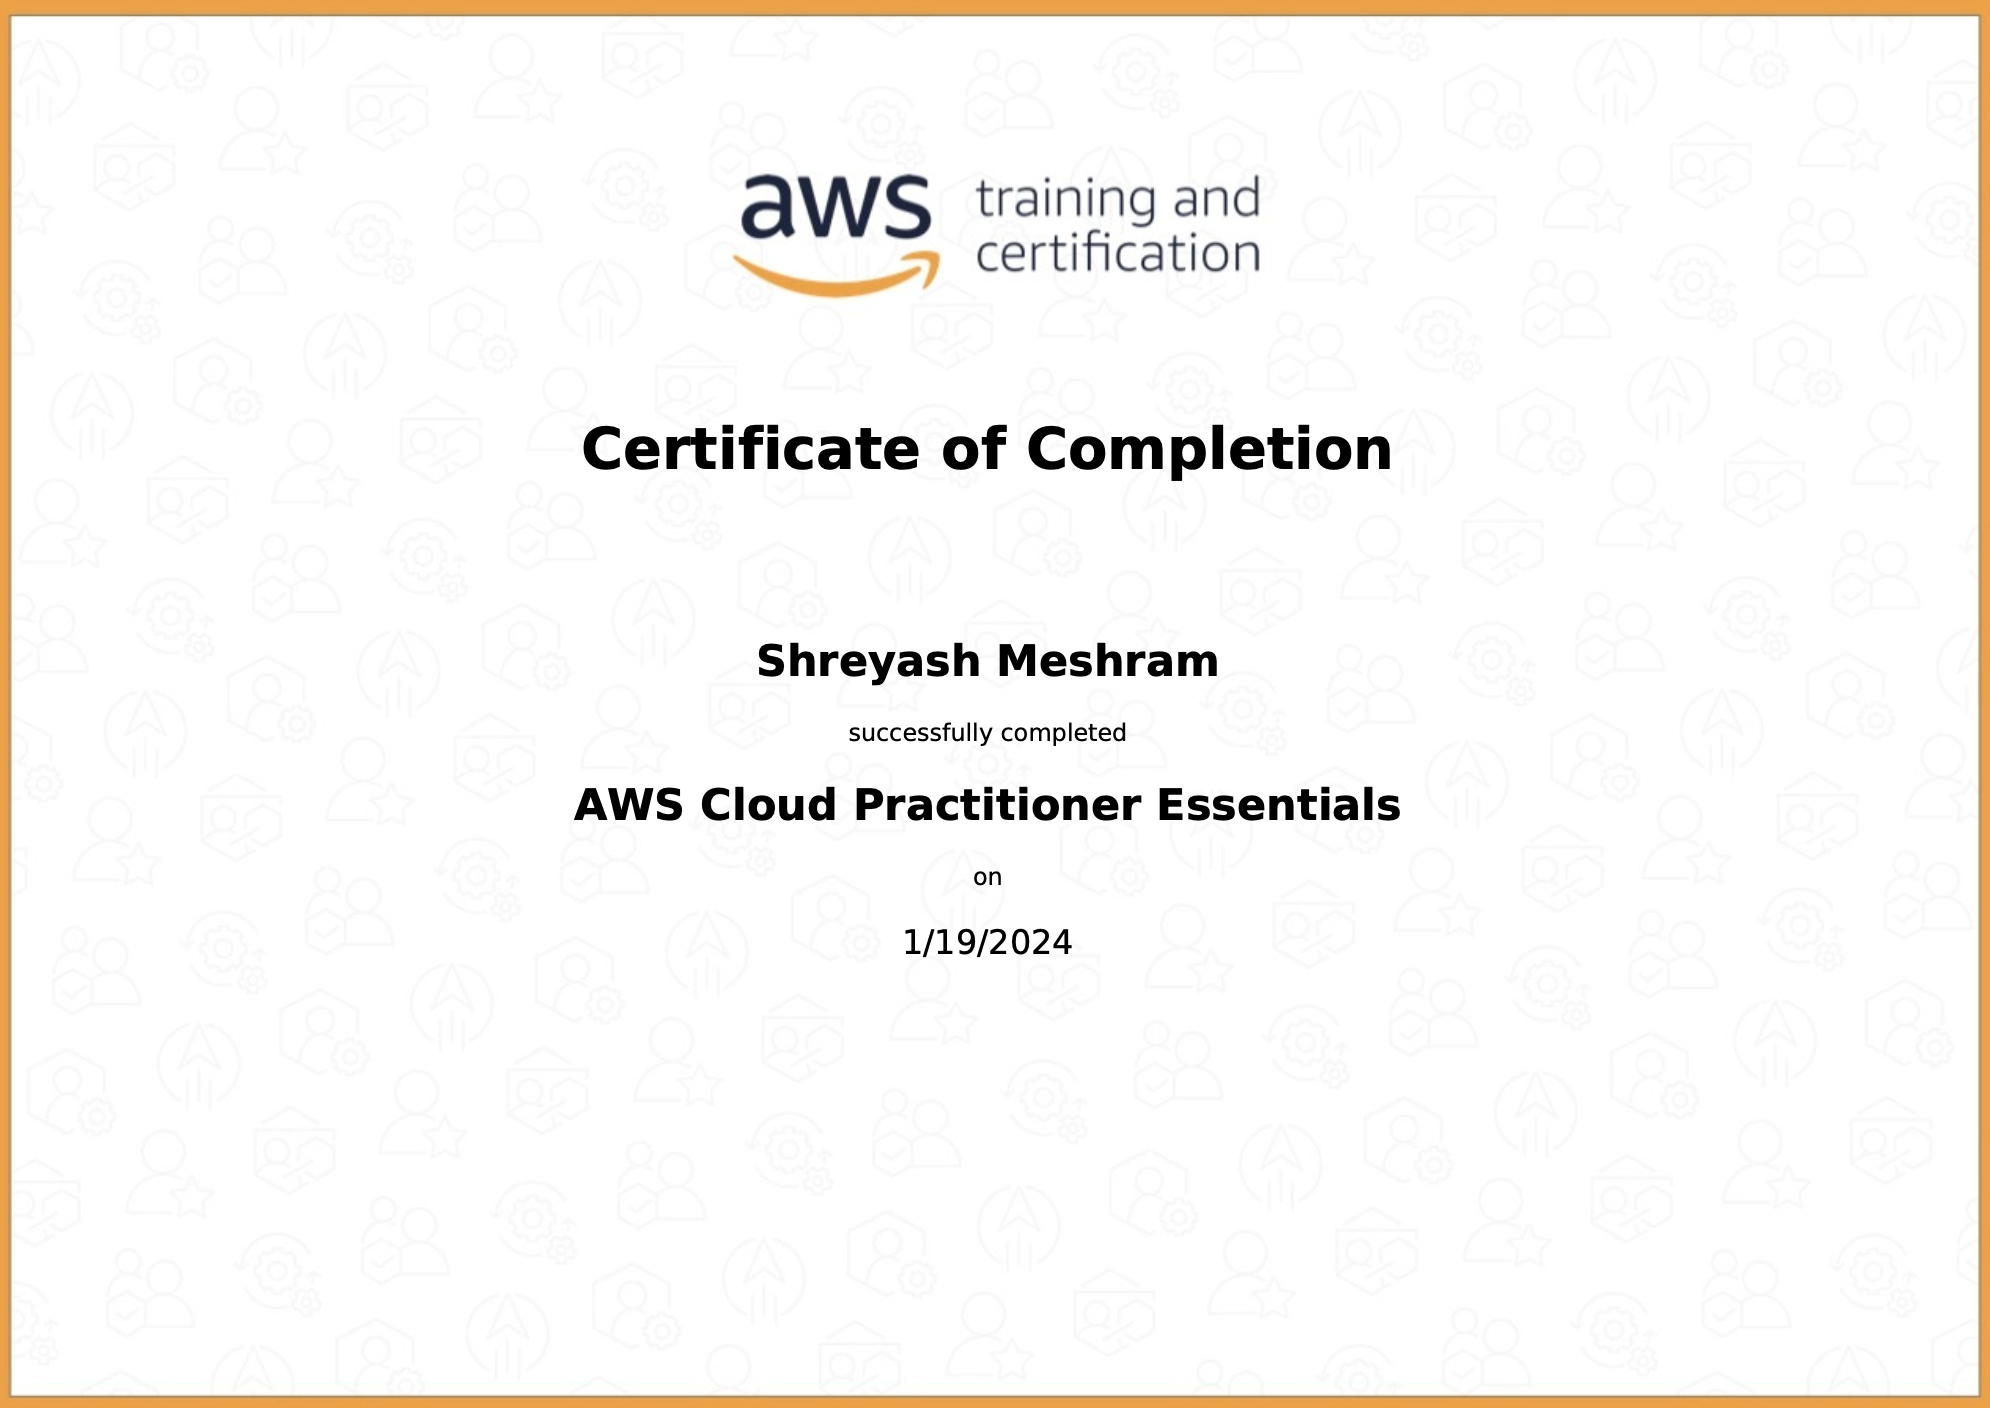 aws training and
certification
Certificate of Completion
Shreyash Meshram
successfully completed
AWS Cloud Practitioner Essentials
on
1/19/2024